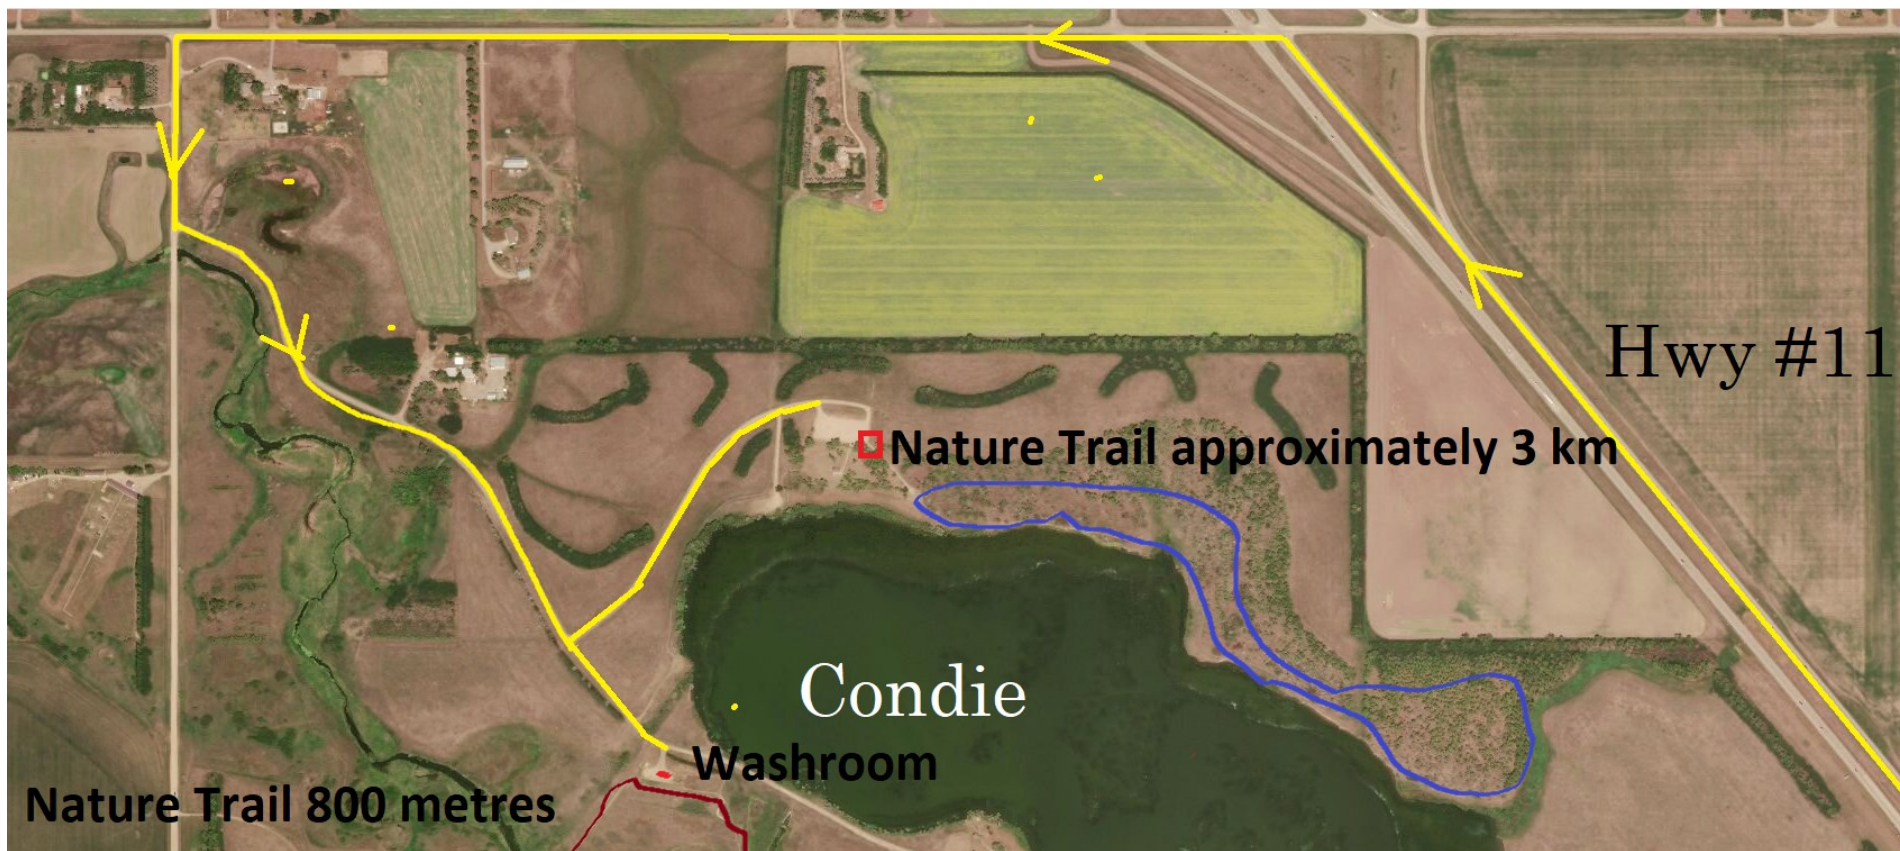 Hwy #11
Nature Trail approximately 3 km
Condie
Washroom
Nature Trail 800 metres